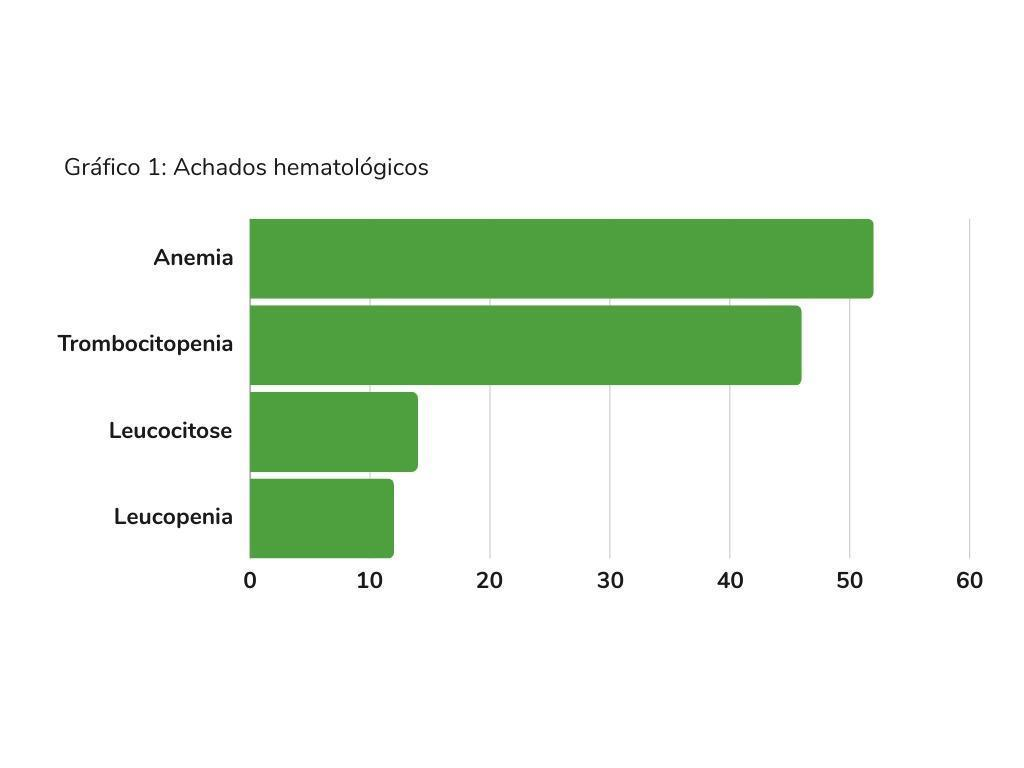 Gráfico 1: Achados hematológicos
Anemia
Trombocitopenia
Leucocitose
Leucopenia
0 10 20 30 40 50 60